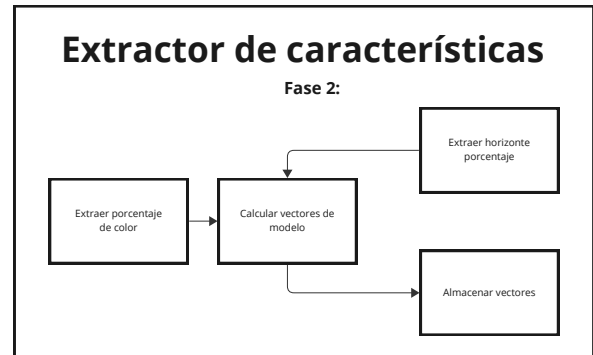 Extractor de características
Fase 2:
Extraer horizonte
porcentaje
Extraer porcentaje
de color
Calcular vectores de
modelo
Almacenar vectores